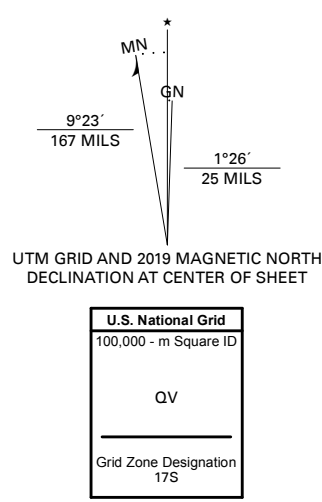 MN
GN
9°23´
167 MILS
1°26´
25 MILS
UTM GRID AND 2019 MAGNETIC NORTH
DECLINATION AT CENTER OF SHEET
U.S. National Grid
100,000 - m Square ID
QV
Grid Zone Designation
17S